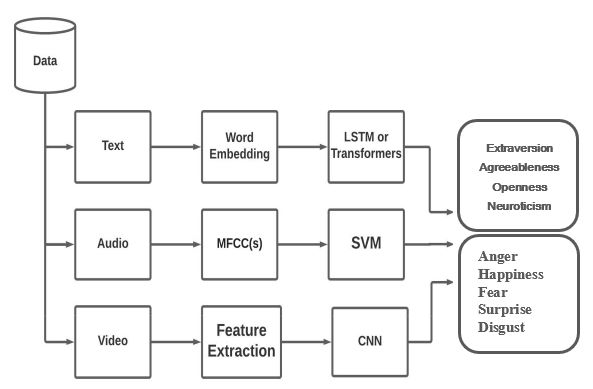 Data
Text
Word
Embedding
LSTM or
Transformers
Extraversion
Agreeableness
Openness
Neuroticism
Audio
MFCC(s)
SVM
Anger
Happiness
Fear
Surprise
Disgust
Video
Feature
Extraction
CNN